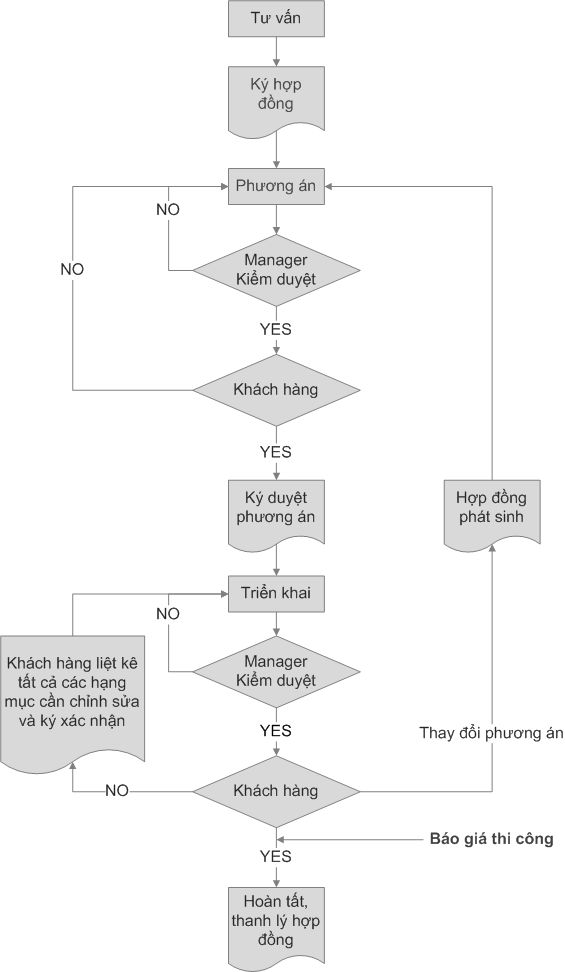 Tư vấn
Ký hợp
đồng
Phương án
NO
NO
Manager
Kiểm duyệt
YES
Khách hàng
YES
Ký duyệt
phương án
Hợp đồng
phát sinh
Triển khai
NO
Khách hàng liệt kê
tất cả các hạng
mục cần chỉnh sửa
và ký xác nhận
Manager
Kiểm duyệt
YES
Thay đổi phương án
NO
Khách hàng
Báo giá thi công
YES
Hoàn tất,
thanh lý hợp
đồng